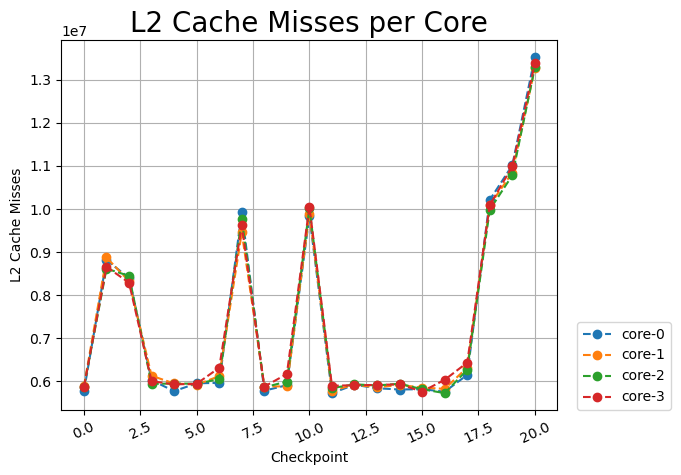 L2 Cache Misses per Core
1e7
1.3
1.2
1.1
1.0
0.9
0.8
0.7
0.6
L2 Cache Misses
0.0
2.5
5.0
7.5
10.0
12.5
15.0
17.5
20.0
Checkpoint
core-0
core-1
core-2
core-3